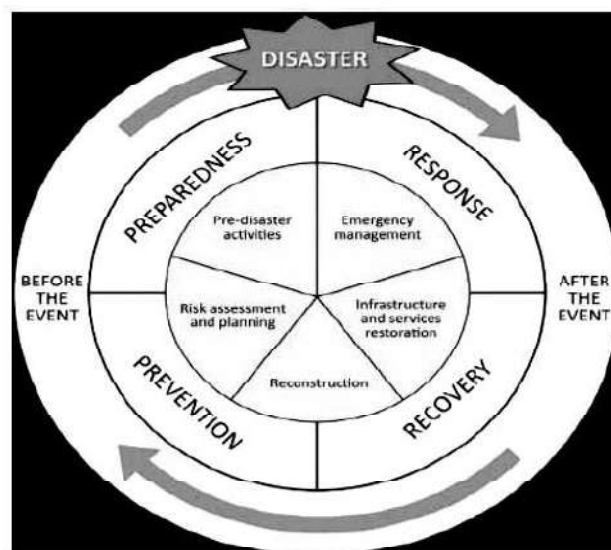 DISASTER
PREPAREDNESS
RESPONSE
Pre-disaster
activities
Emergency
management
BEFORE
THE
EVENT
AFTER
THE
EVENT
Risk assessment
and planning
Infrastructure
and services
restoration
Reconstruction
PREVENTION
RECOVERY